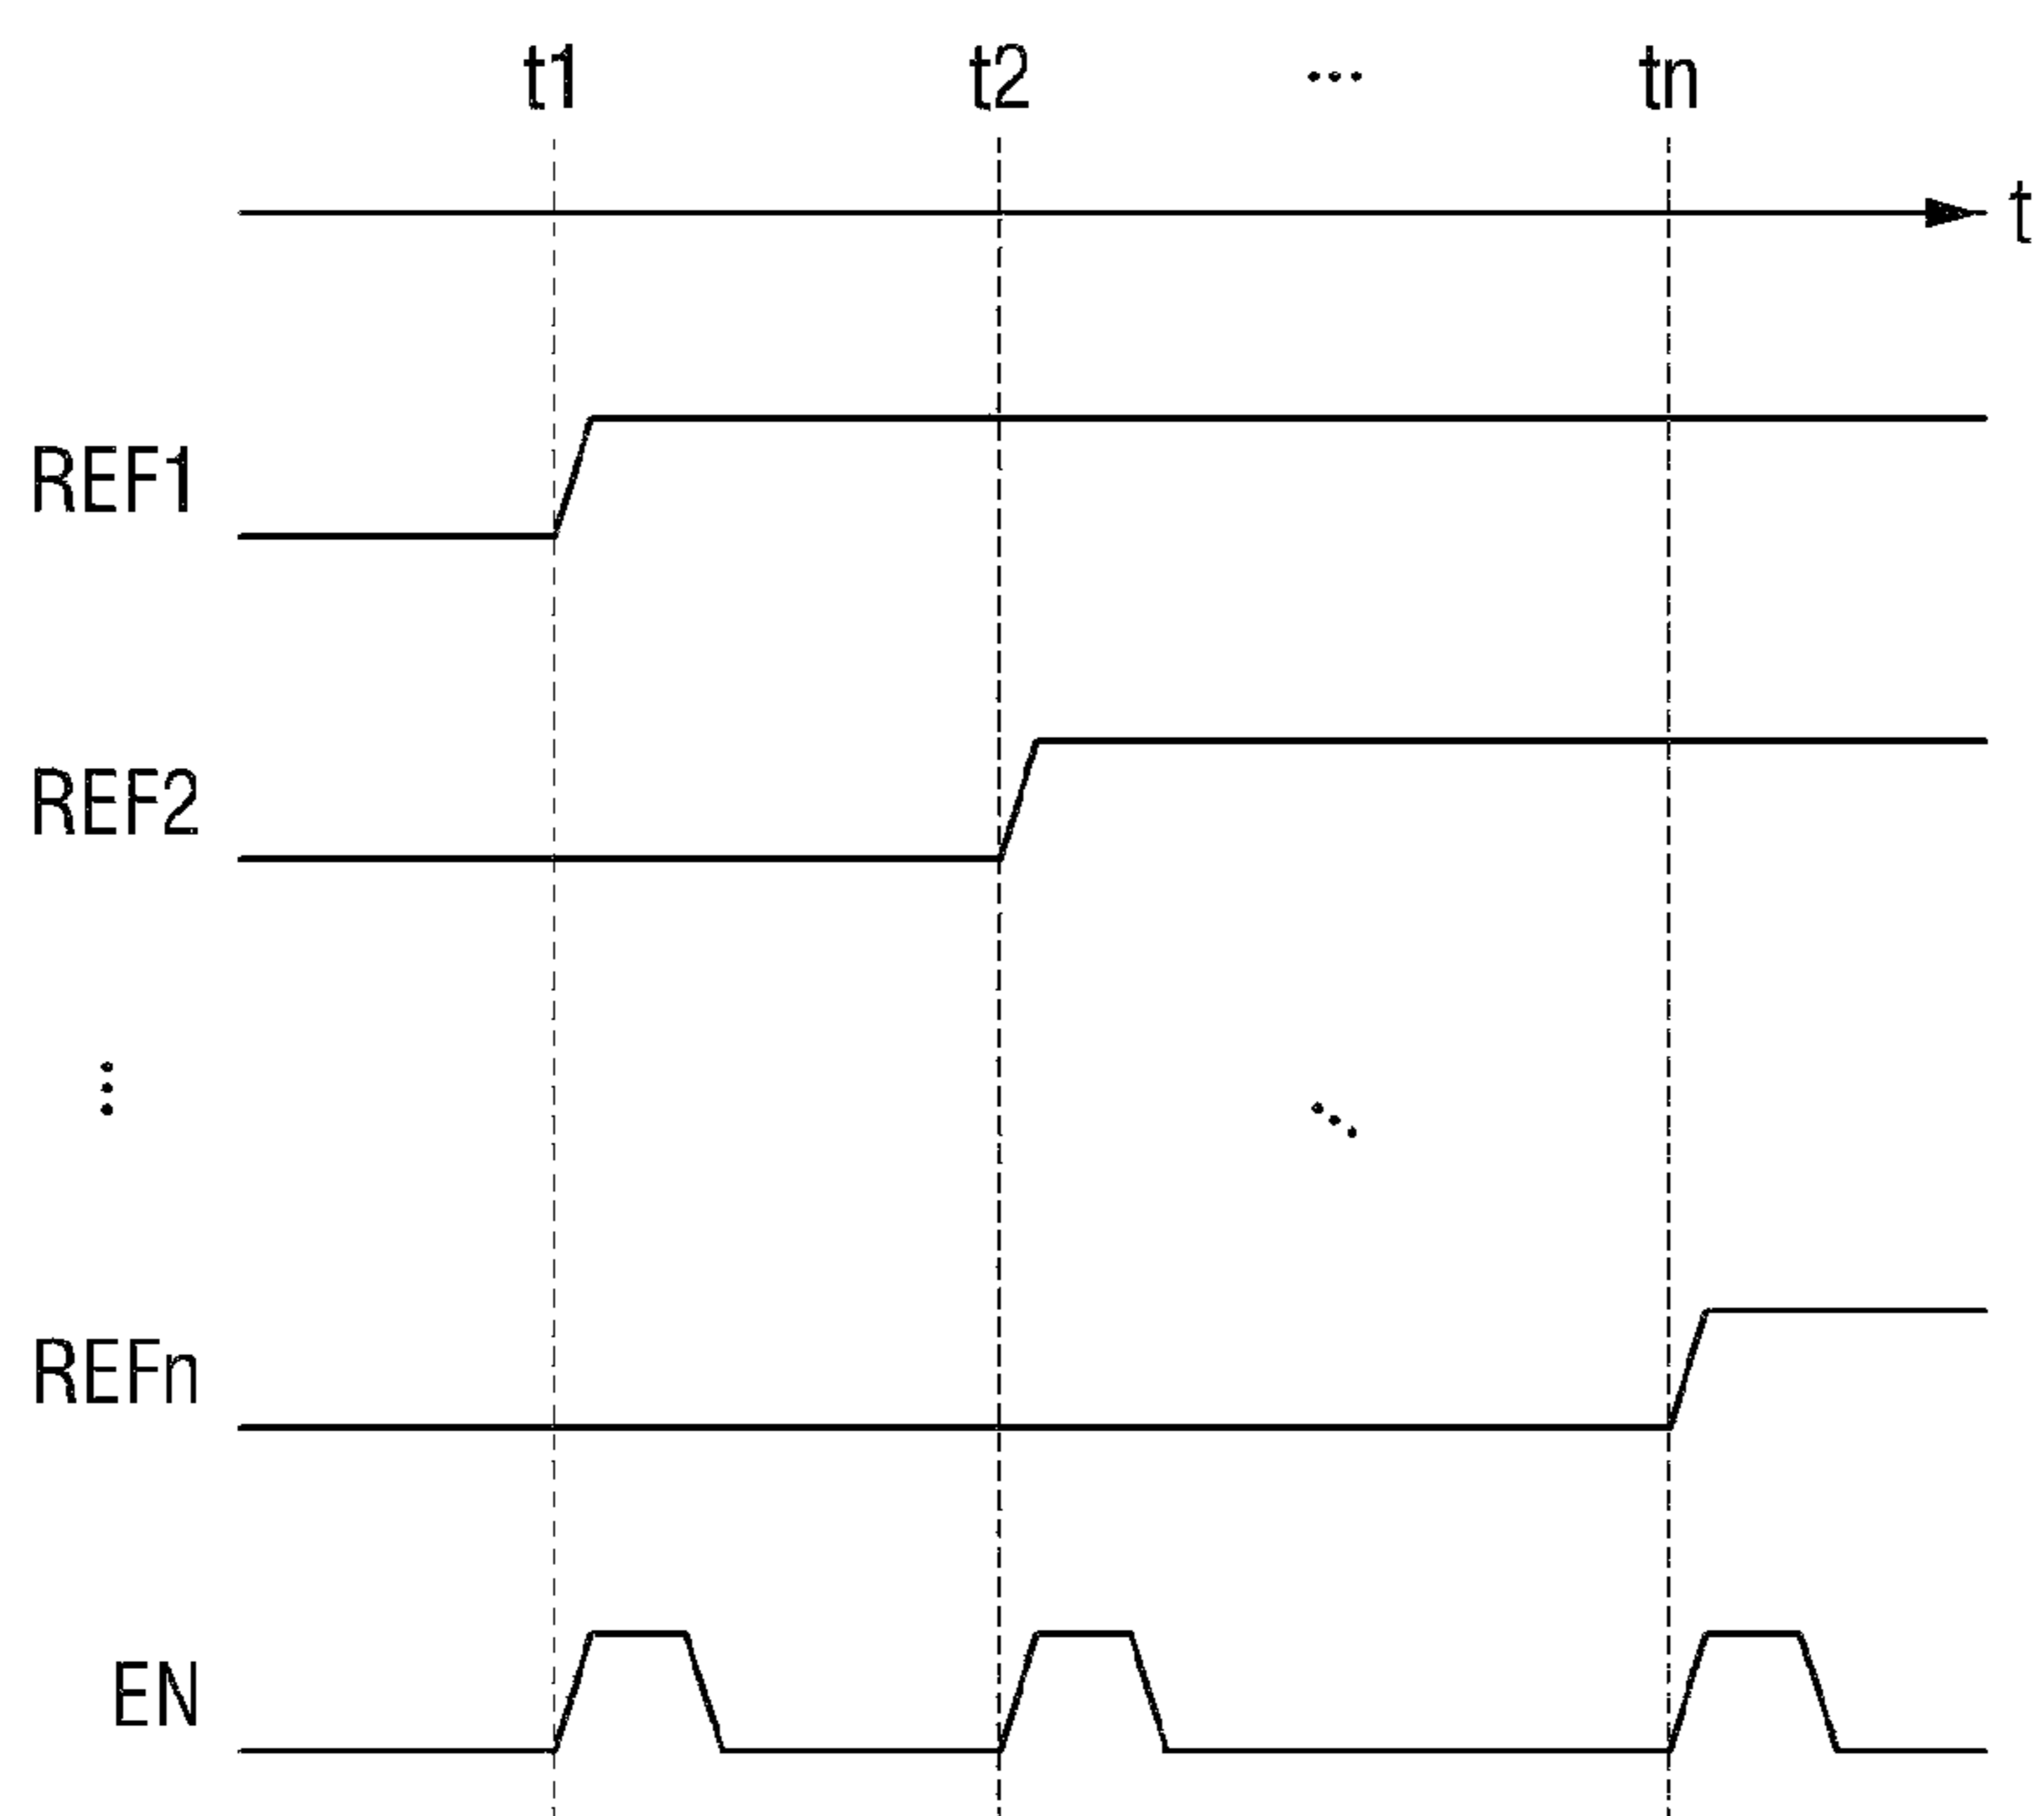 t1 t2 ... tn
t
REF1
REF2
⋮ ⋱
REFn
EN